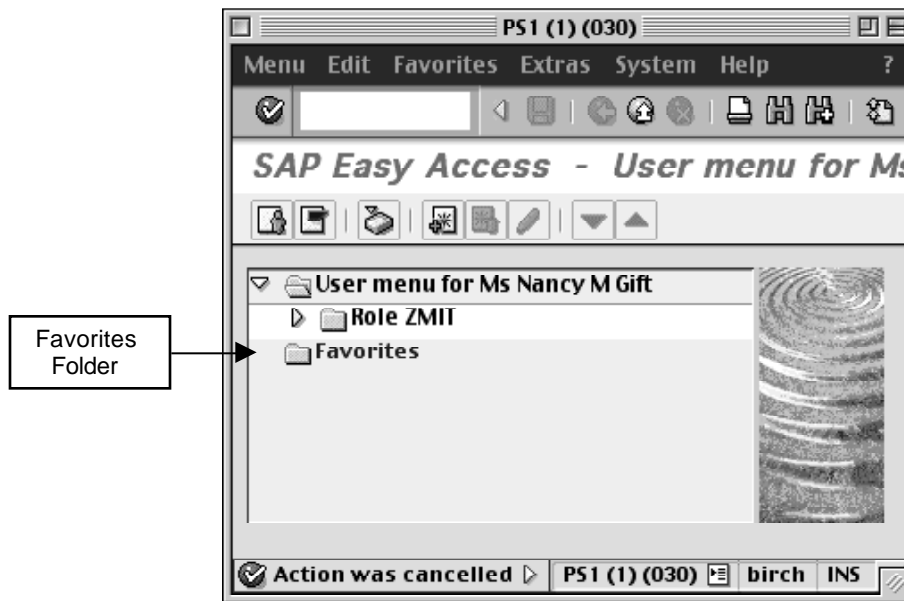 PS1 (1) (030)
Menu Edit Favorites Extras System Help ?
SAP Easy Access - User menu for Ms
User menu for Ms Nancy M Gift
Role ZMIT
Favorites
Favorites
Folder
Action was cancelled PS1 (1) (030) birch INS